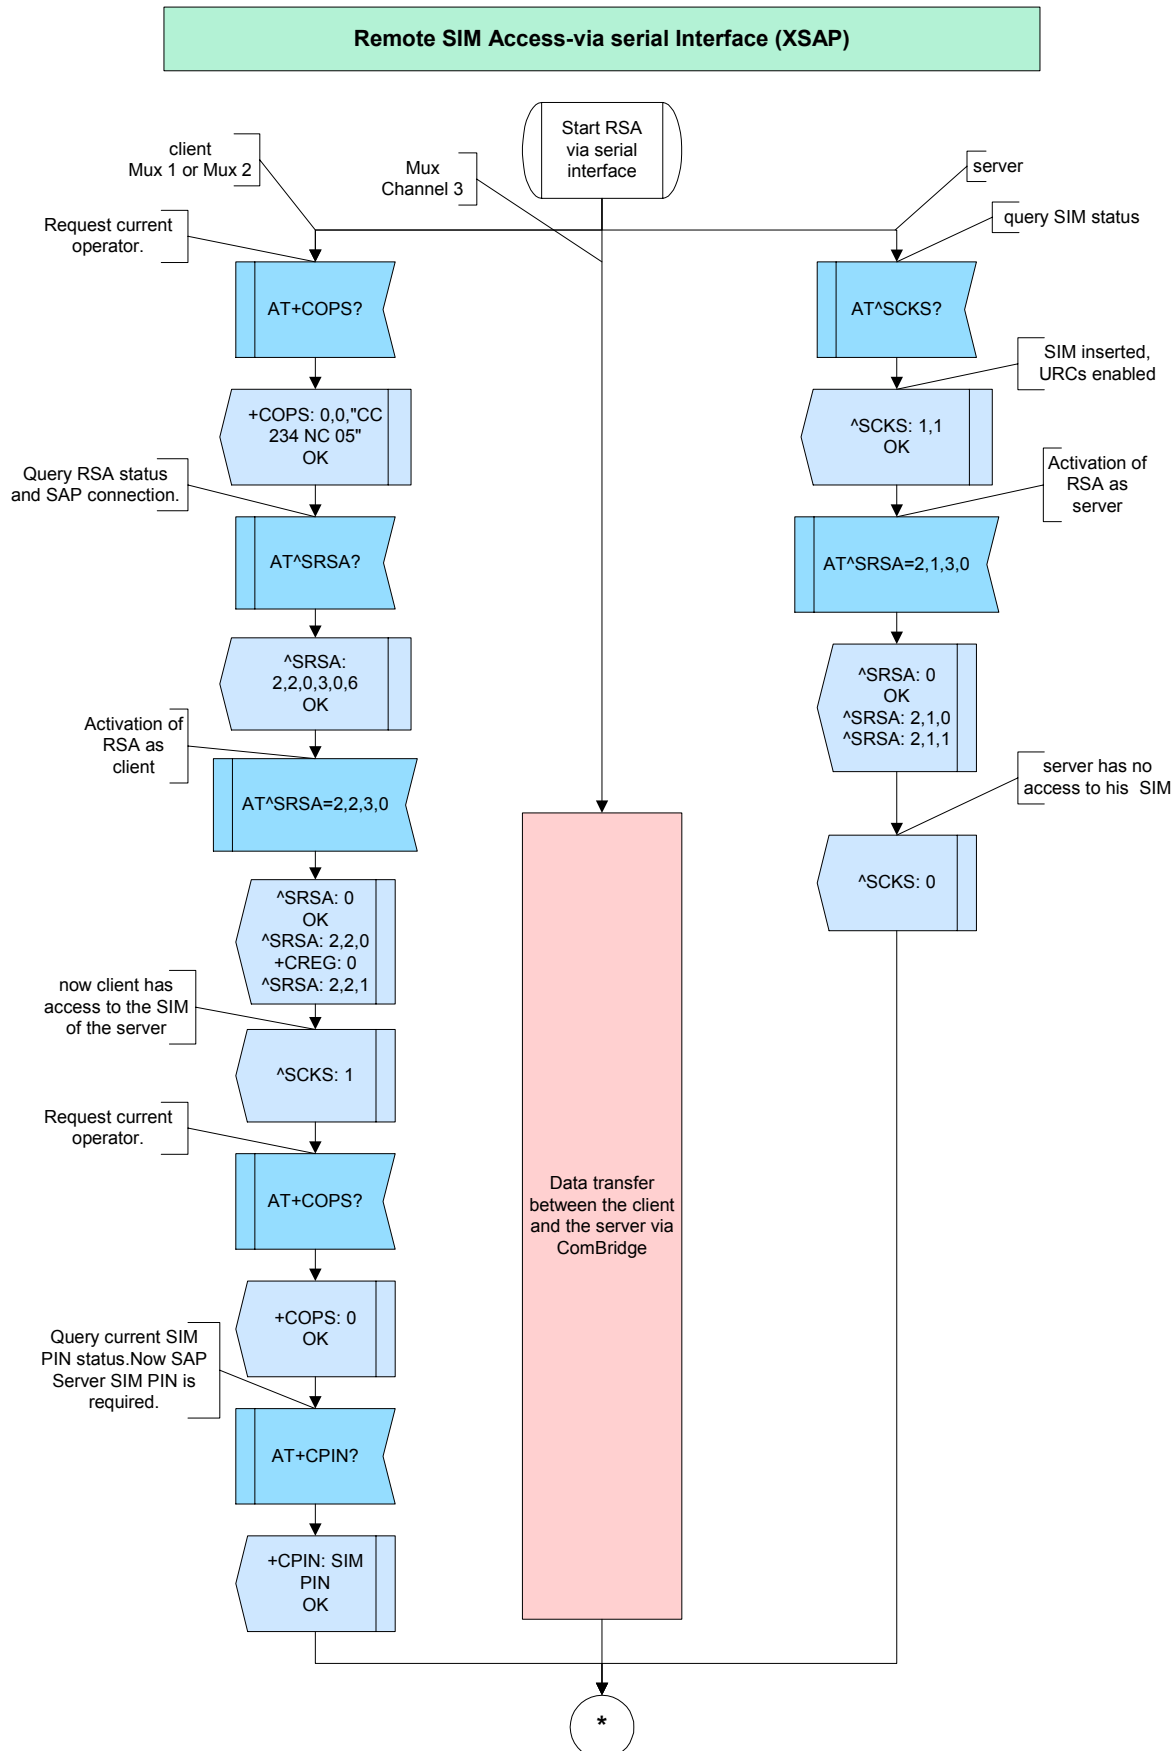 Remote SIM Access-via serial Interface (XSAP)
Start RSA
via serial
interface
client
Mux 1 or Mux 2
Mux
Channel 3
server
Request current
operator.
query SIM status
AT+COPS?
AT^SCKS?
SIM inserted,
URCs enabled
+COPS: 0,0,"CC
234 NC 05"
OK
^SCKS: 1,1
OK
Query RSA status
and SAP connection.
Activation of
RSA as
server
AT^SRSA?
AT^SRSA=2,1,3,0
^SRSA:
2,2,0,3,0,6
OK
^SRSA: 0
OK
^SRSA: 2,1,0
^SRSA: 2,1,1
Activation of
RSA as
client
server has no
access to his  SIM
AT^SRSA=2,2,3,0
^SCKS: 0
^SRSA: 0
OK
^SRSA: 2,2,0
+CREG: 0
^SRSA: 2,2,1
now client has
access to the SIM
of the server
^SCKS: 1
Request current
operator.
AT+COPS?
Data transfer
between the client
and the server via
ComBridge
+COPS: 0
OK
Query current SIM
PIN status.Now SAP
Server SIM PIN is
required.
AT+CPIN?
+CPIN: SIM
PIN
OK
*